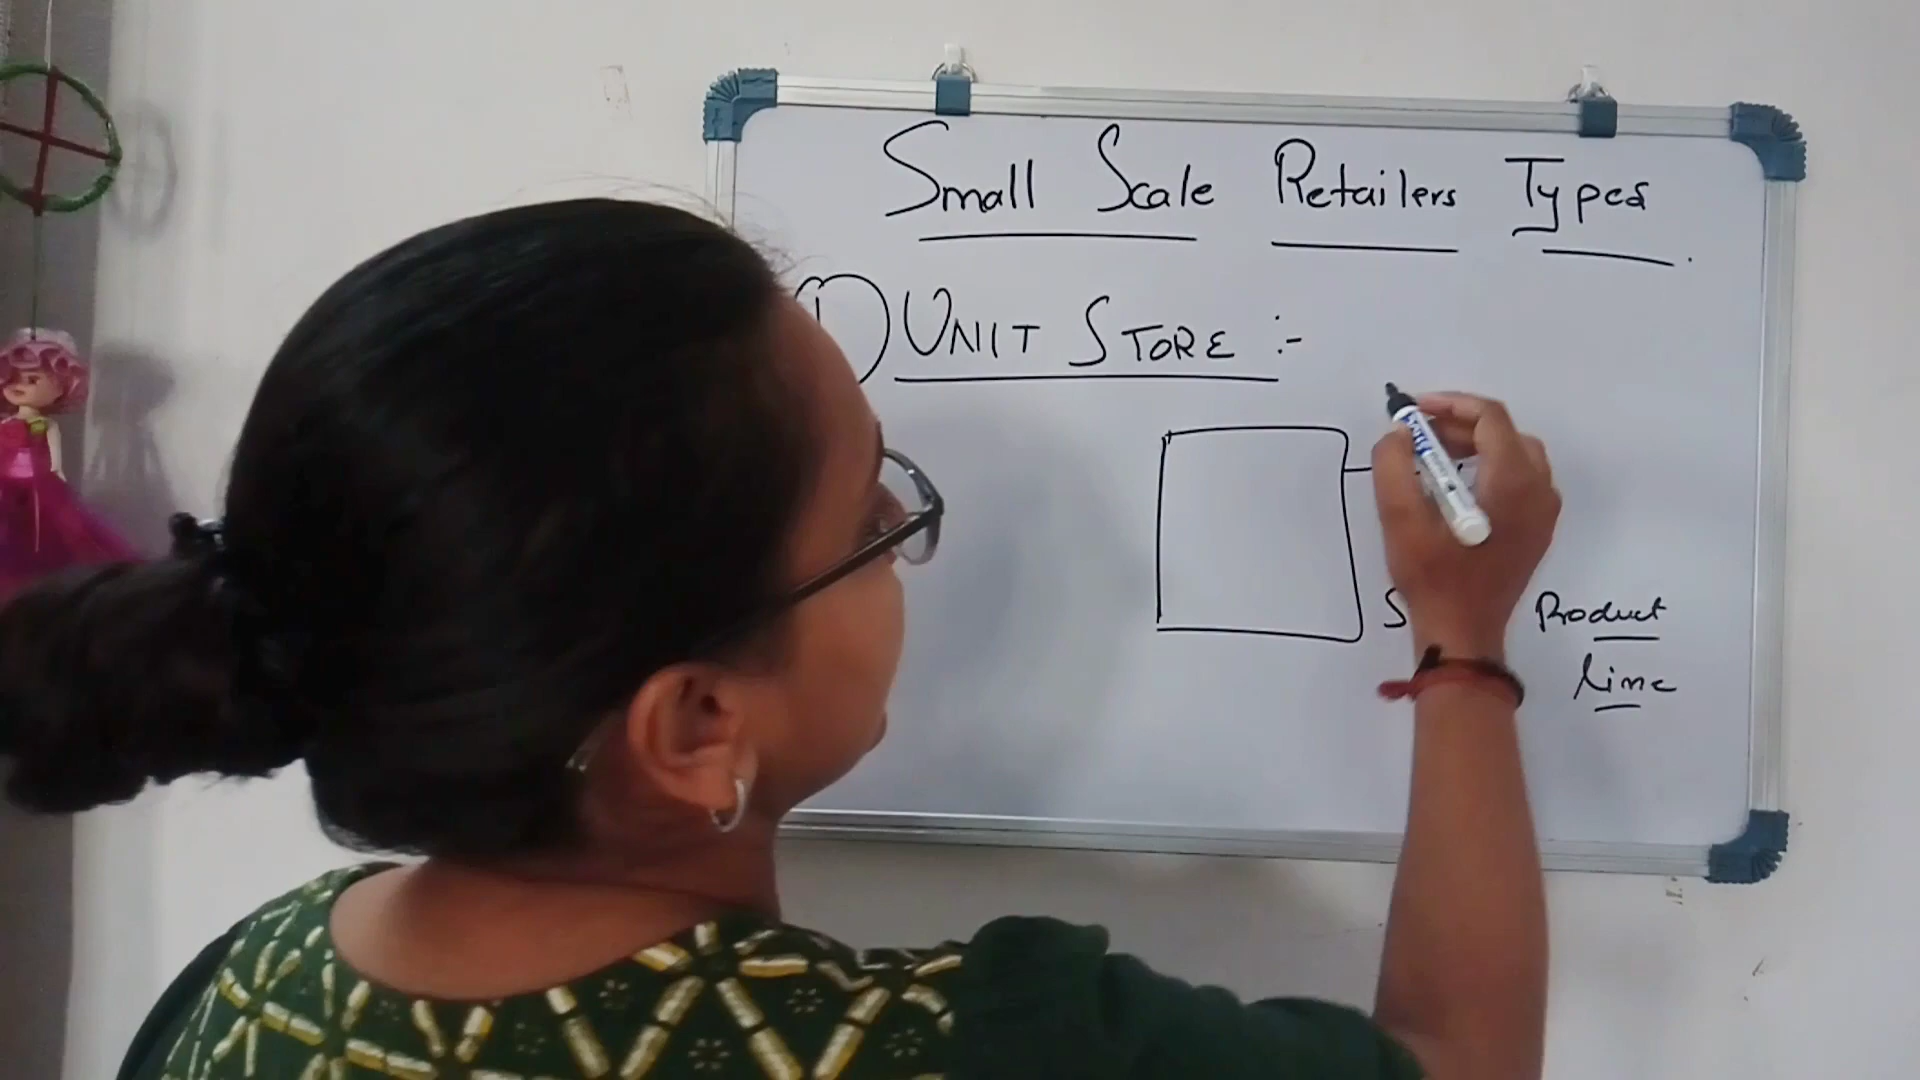 Small Scale Retailers Types
1) UNIT STORE :-
Product
line